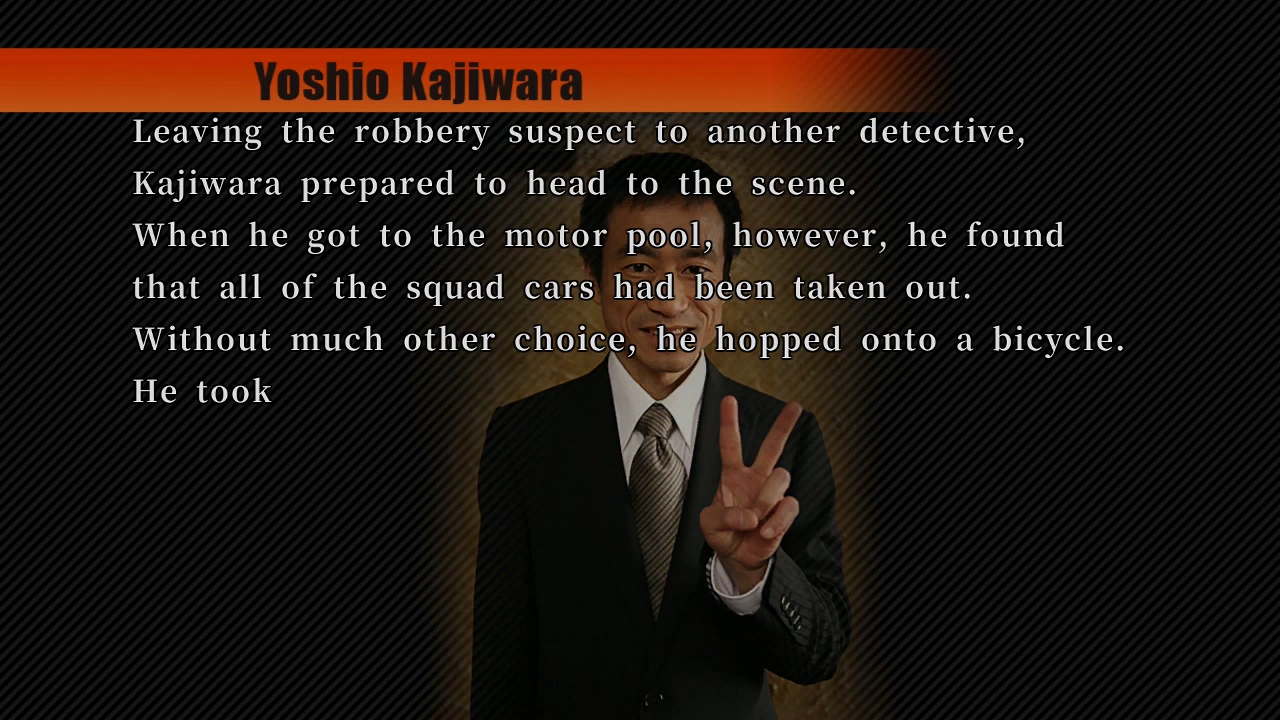 Yoshio Kajiwara
Leaving the robbery suspect to another detective,
Kajiwara prepared to head to the scene.
When he got to the motor pool, however, he found
that all of the squad cars had been taken out.
Without much other choice, he hopped onto a bicycle.
He took